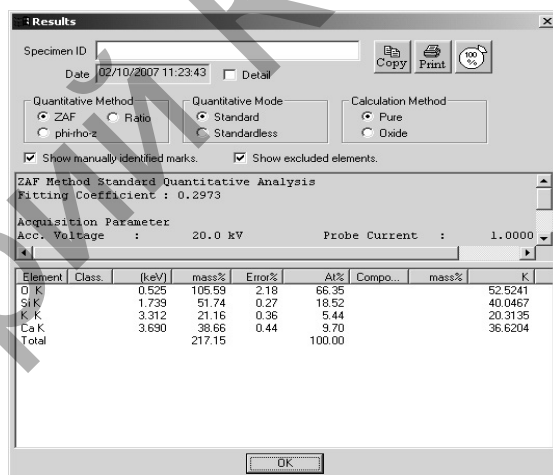 Results
Specimen ID
Copy Print 100 %
Date 02/10/2007 11:23:43 Detail
Quantitative Method Quantitative Mode Calculation Method
ZAF Ratio Standard Pure
phi-rho-z Standardless Oxide
Show manually identified marks. Show excluded elements.
ZAF Method Standard Quantitative Analysis
Fitting Coefficient : 0.2973
Acquisition Parameter
Acc. Voltage : 20.0 kV Probe Current : 1.0000
Element Class. (keV) mass% Error% At% Compo... mass% K
O K 0.525 105.59 2.18 66.35 52.5241
Si K 1.739 51.74 0.27 18.52 40.0467
K K 3.312 21.16 0.36 5.44 20.3135
Ca K 3.690 38.66 0.44 9.70 36.6204
Total 217.15 100.00
OK